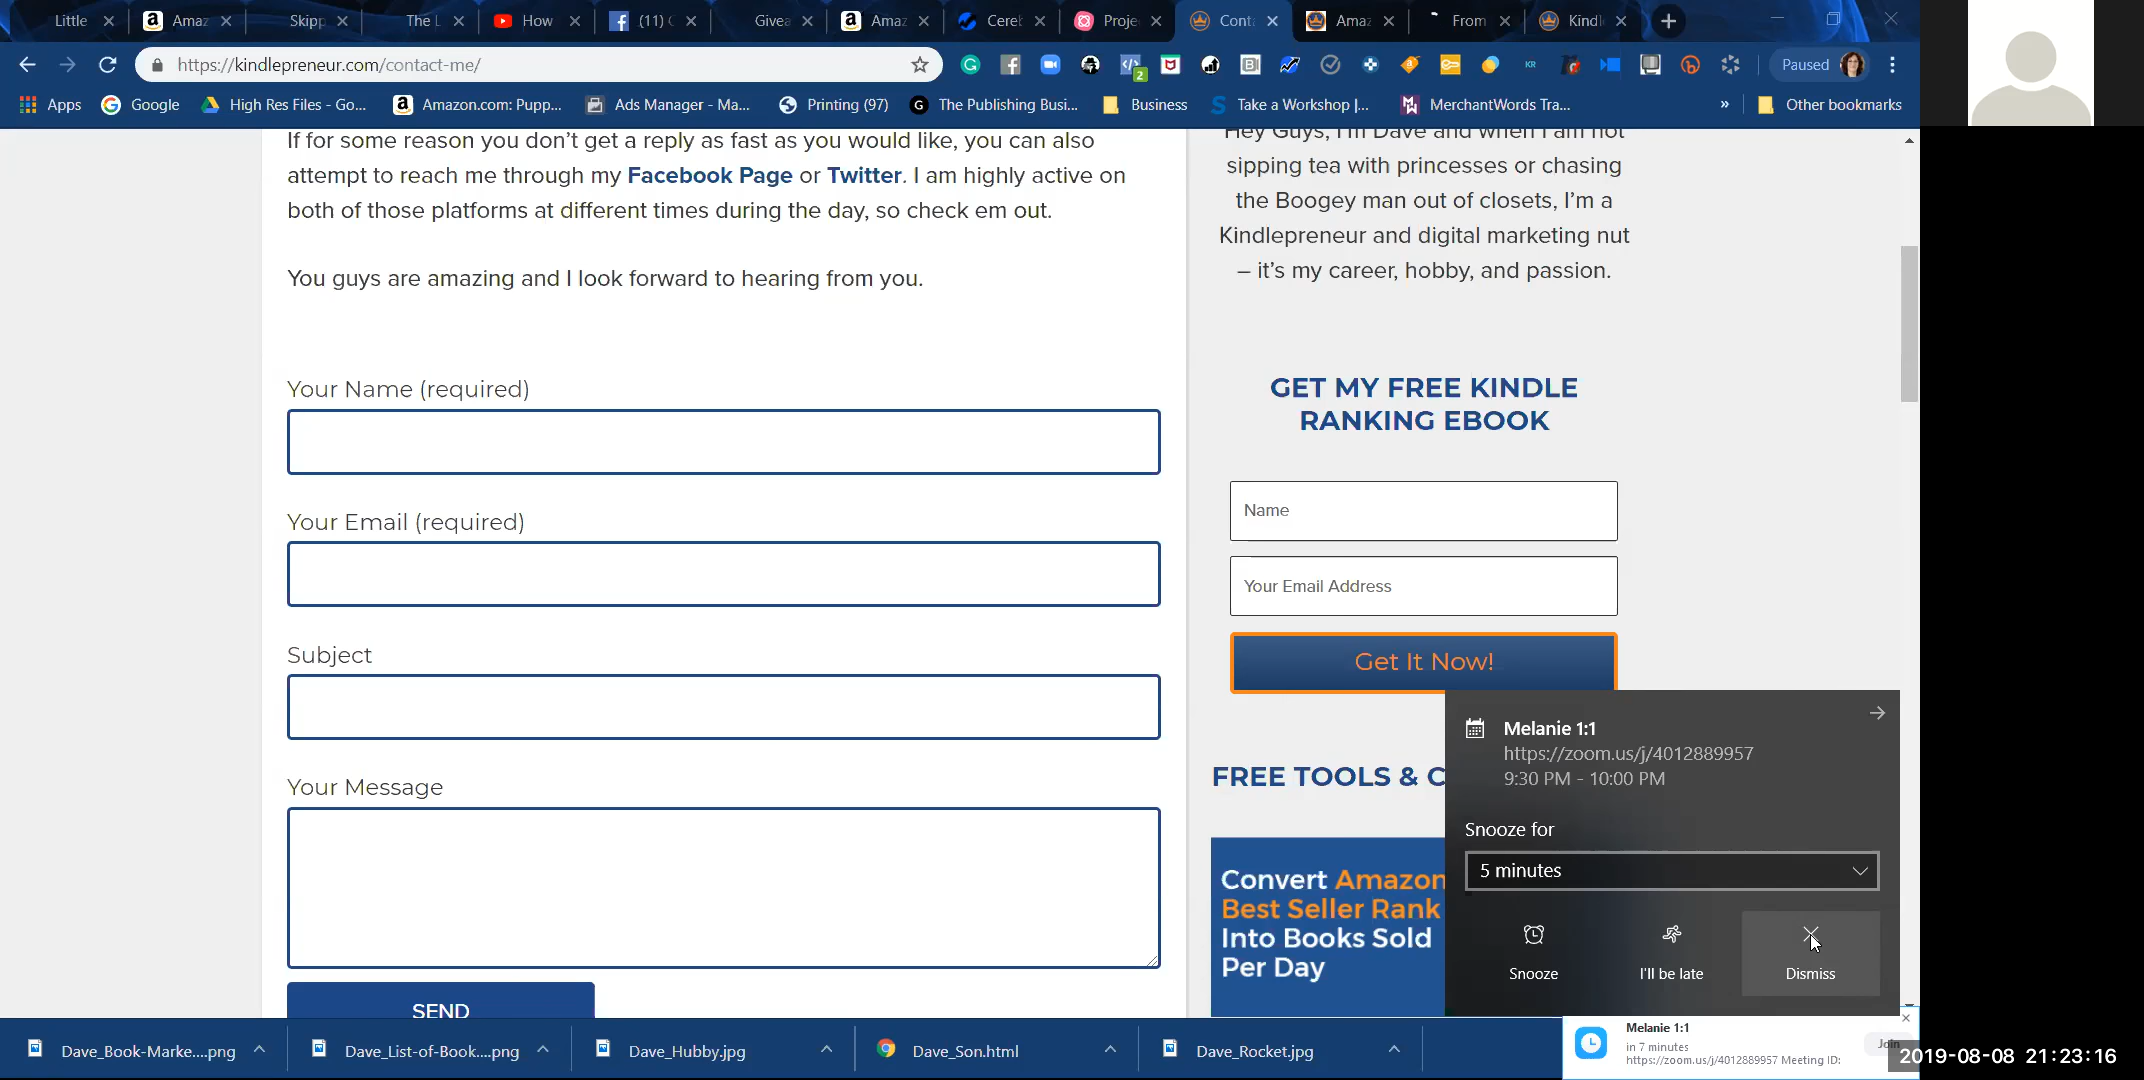 Little
Amaz
Skipp
The L
How
(11) C
Givea
Amaz
Cereb
Proje
Conta
Amaz
From
Kindl
https://kindlepreneur.com/contact-me/
2
KR
Paused
Apps
Google
High Res Files - Go...
Amazon.com: Pupp...
Ads Manager - Ma...
Printing (97)
The Publishing Busi...
Business
Take a Workshop |...
MerchantWords Tra...
»
Other bookmarks
If for some reason you don't get a reply as fast as you would like, you can also
attempt to reach me through my Facebook Page or Twitter. I am highly active on
both of those platforms at different times during the day, so check em out.
You guys are amazing and I look forward to hearing from you.
Your Name (required)
Your Email (required)
Subject
Your Message
SEND
Hey Guys, I'm Dave and when I am not
sipping tea with princesses or chasing
the Boogey man out of closets, I'm a
Kindlepreneur and digital marketing nut
– it's my career, hobby, and passion.
GET MY FREE KINDLE
RANKING EBOOK
Name
Your Email Address
Get It Now!
FREE TOOLS & C
Convert Amazon
Best Seller Rank
Into Books Sold
Per Day
Melanie 1:1
https://zoom.us/j/4012889957
9:30 PM - 10:00 PM
Snooze for
5 minutes
Snooze
I'll be late
Dismiss
Dave_Book-Marke....png
Dave_List-of-Book....png
Dave_Hubby.jpg
Dave_Son.html
Dave_Rocket.jpg
Melanie 1:1
in 7 minutes
https://zoom.us/j/4012889957 Meeting ID:
Join
2019-08-08 21:23:16